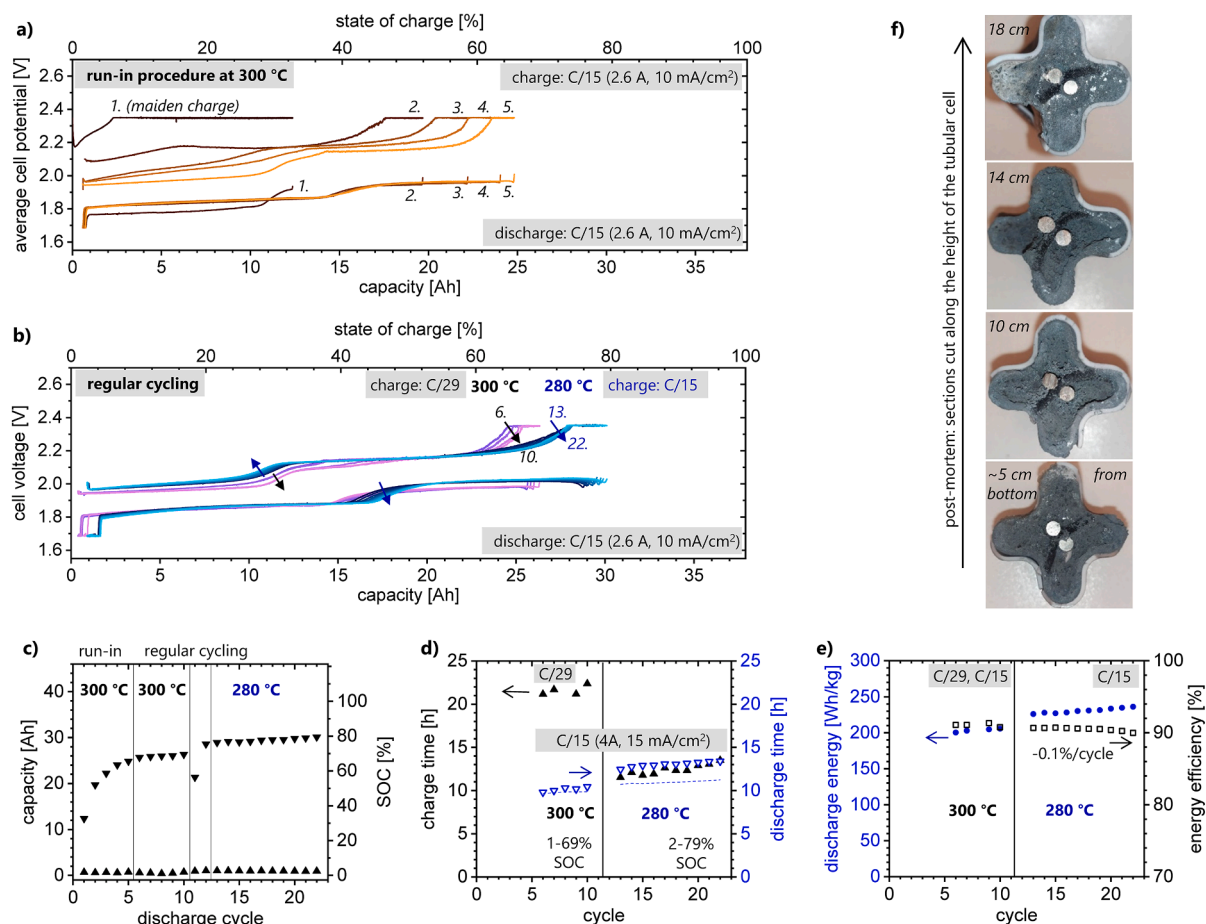 a)
state of charge [%]
0 20 40 60 80 100
average cell potential [V]
2.6
2.4
2.2
2.0
1.8
1.6
run-in procedure at 300 °C
charge: C/15 (2.6 A, 10 mA/cm²)
1. (maiden charge)
2. 3. 4. 5.
1.
2. 3. 4. 5.
discharge: C/15 (2.6 A, 10 mA/cm²)
0 5 10 15 20 25 30 35
capacity [Ah]
b)
state of charge [%]
0 20 40 60 80 100
cell voltage [V]
2.6
2.4
2.2
2.0
1.8
1.6
regular cycling
charge: C/29 300 °C 280 °C charge: C/15
6. 13.
10. 22.
discharge: C/15 (2.6 A, 10 mA/cm²)
0 5 10 15 20 25 30 35
capacity [Ah]
c)
run-in regular cycling
300 °C 300 °C 280 °C
capacity [Ah]
40
30
20
10
0
SOC [%]
100
80
60
40
20
0
0 5 10 15 20
discharge cycle
d)
charge time [h]
25
20
15
10
5
0
discharge time [h]
25
20
15
10
5
0
C/29
C/15 (4A, 15 mA/cm²)
300 °C 280 °C
1-69% 2-79%
SOC SOC
0 5 10 15 20
cycle
e)
discharge energy [Wh/kg]
300
250
200
150
100
50
0
energy efficiency [%]
100
90
80
70
C/29, C/15 C/15
-0.1%/cycle
300 °C 280 °C
0 5 10 15 20
cycle
f)
post-mortem: sections cut along the height of the tubular cell
18 cm
14 cm
10 cm
~5 cm from
bottom